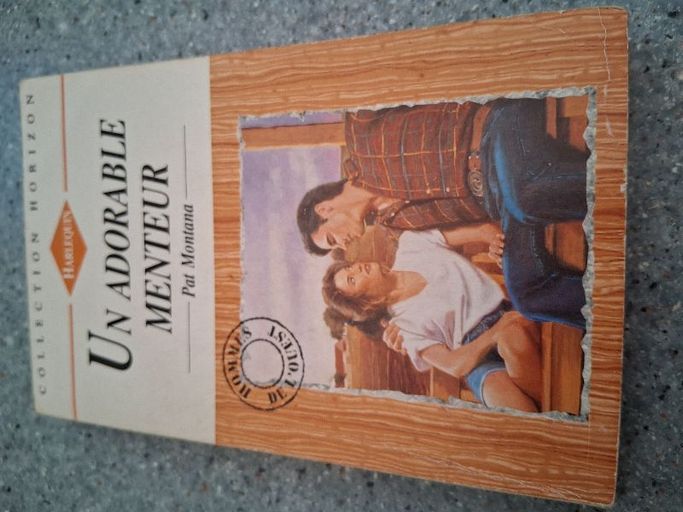 COLLECTION HORIZON
HARLEQUIN
UN ADORABLE
MENTEUR
Pat Montana
HOMMES
DE L'OUEST